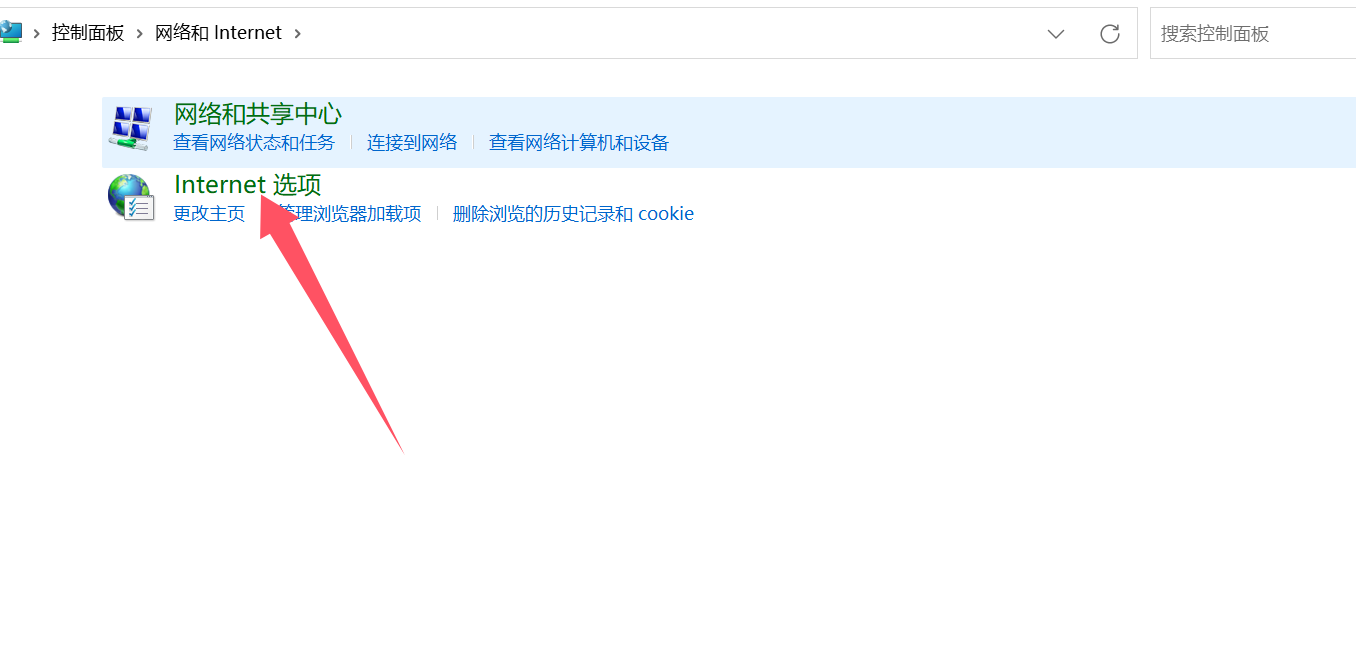 控制面板 网络和 Internet 搜索控制面板
网络和共享中心
查看网络状态和任务 连接到网络 查看网络计算机和设备
Internet 选项
更改主页 管理浏览器加载项 删除浏览的历史记录和 cookie